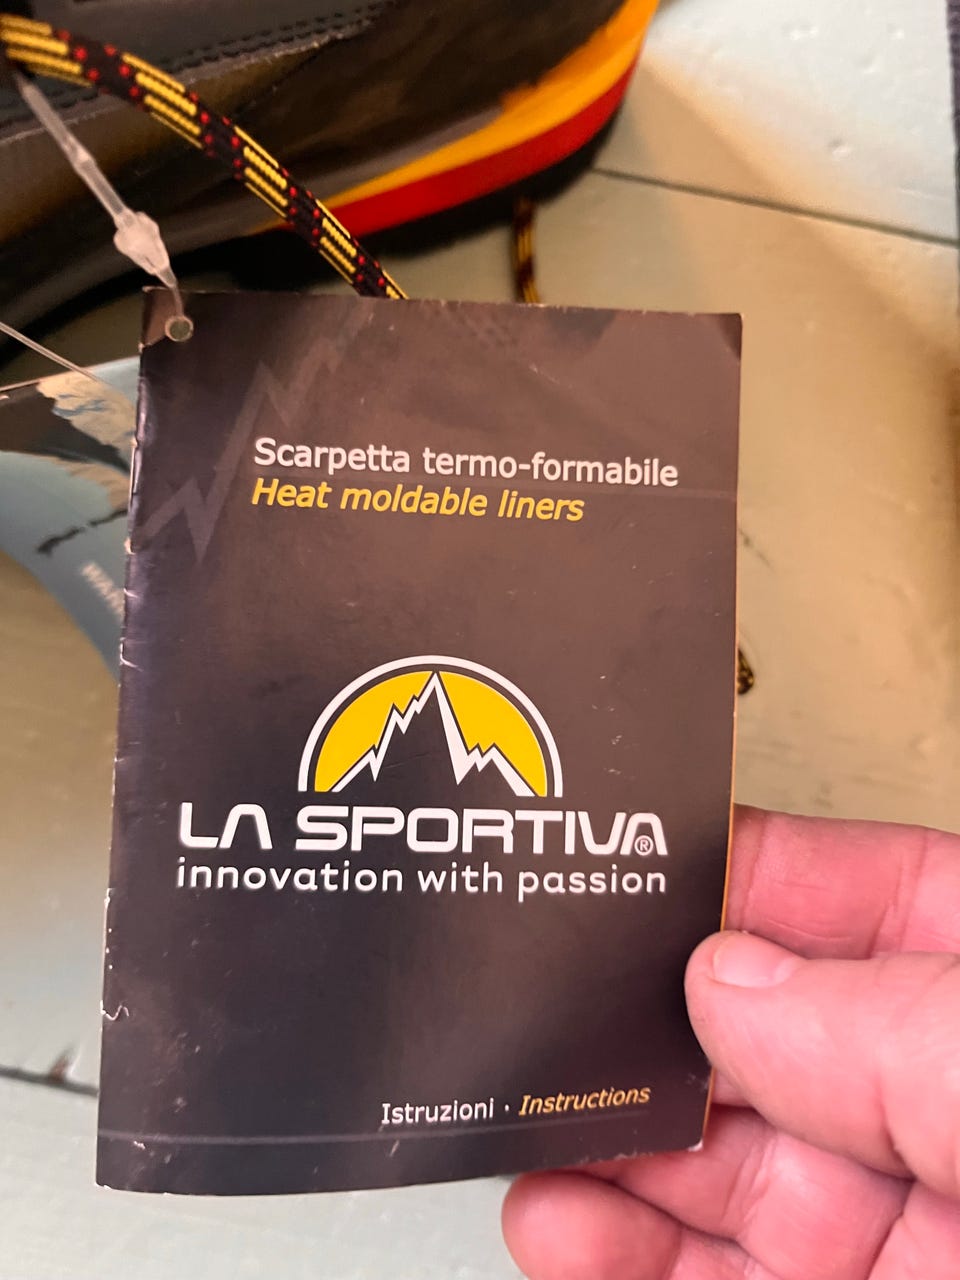 Scarpetta termo-formabile
Heat moldable liners
LA SPORTIVA®
innovation with passion
Istruzioni · Instructions